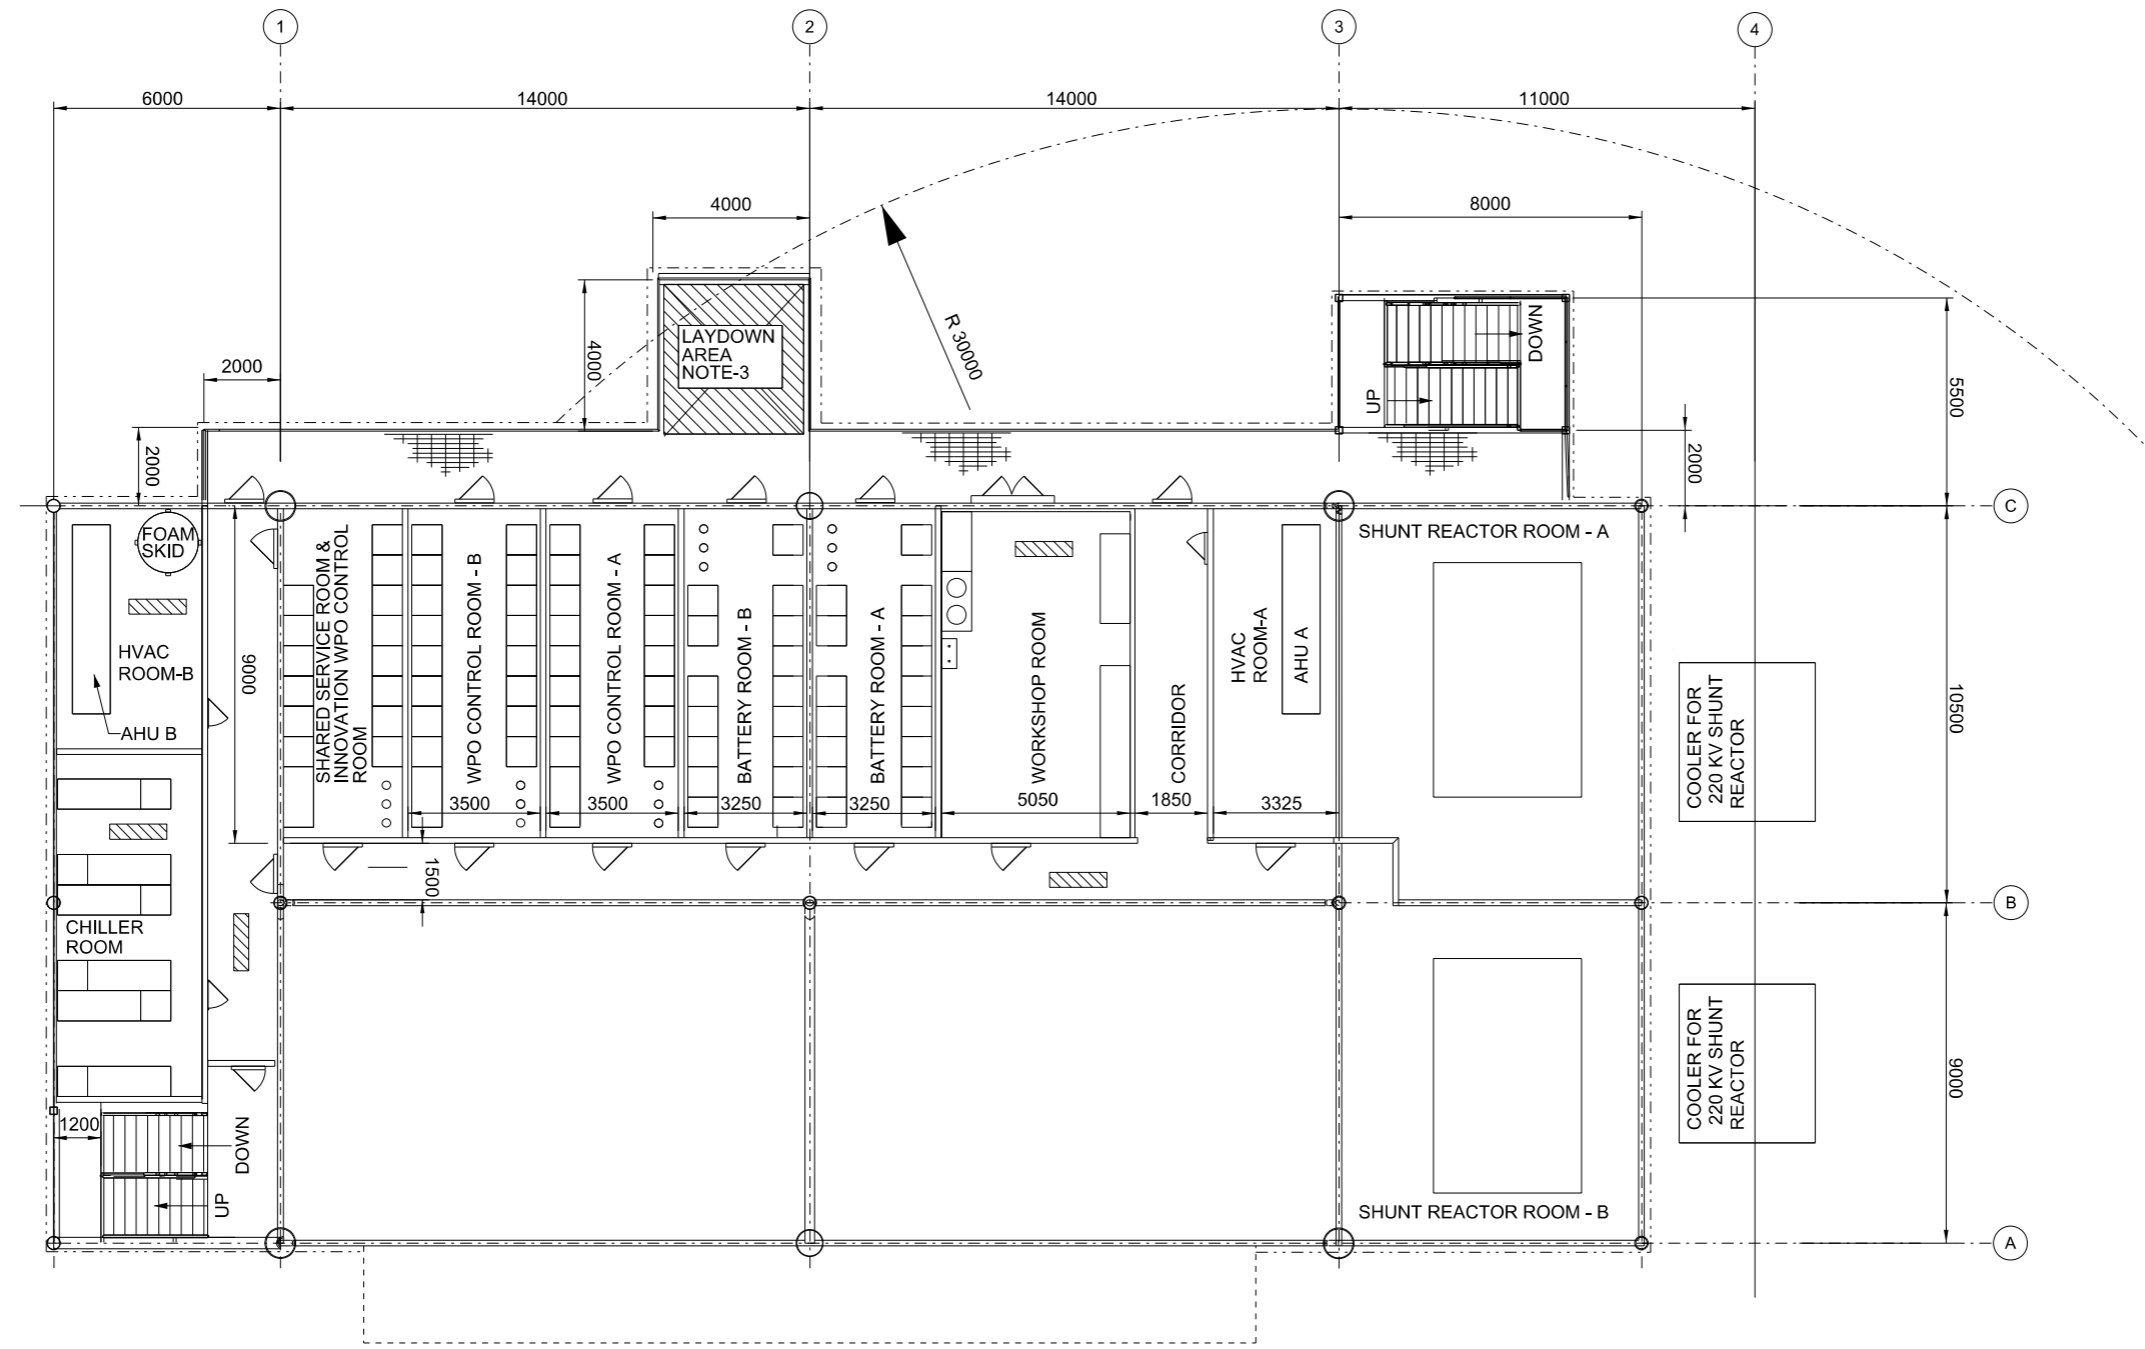 1
2
3
4
6000
14000
14000
11000
4000
8000
R 30000
4000
LAYDOWN
AREA
NOTE-3
DOWN
UP
5500
2000
2000
2000
C
FOAM
SKID
HVAC
ROOM-B
AHU B
9000
SHARED SERVICE ROOM &
INNOVATION WPO CONTROL
ROOM
WPO CONTROL ROOM - B
WPO CONTROL ROOM - A
BATTERY ROOM - B
BATTERY ROOM - A
WORKSHOP ROOM
CORRIDOR
HVAC
ROOM-A
AHU A
SHUNT REACTOR ROOM - A
COOLER FOR
220 KV SHUNT
REACTOR
10500
3500
3500
3250
3250
5050
1850
3325
1500
B
CHILLER
ROOM
COOLER FOR
220 KV SHUNT
REACTOR
9000
1200
DOWN
UP
SHUNT REACTOR ROOM - B
A